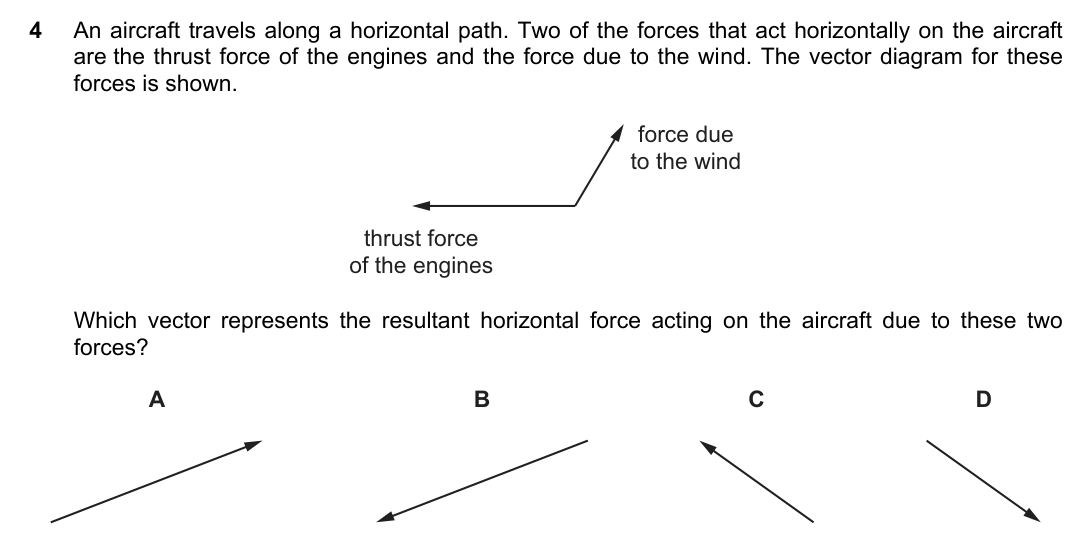 4 An aircraft travels along a horizontal path. Two of the forces that act horizontally on the aircraft
are the thrust force of the engines and the force due to the wind. The vector diagram for these
forces is shown.
force due
to the wind
thrust force
of the engines
Which vector represents the resultant horizontal force acting on the aircraft due to these two
forces?
A B C D